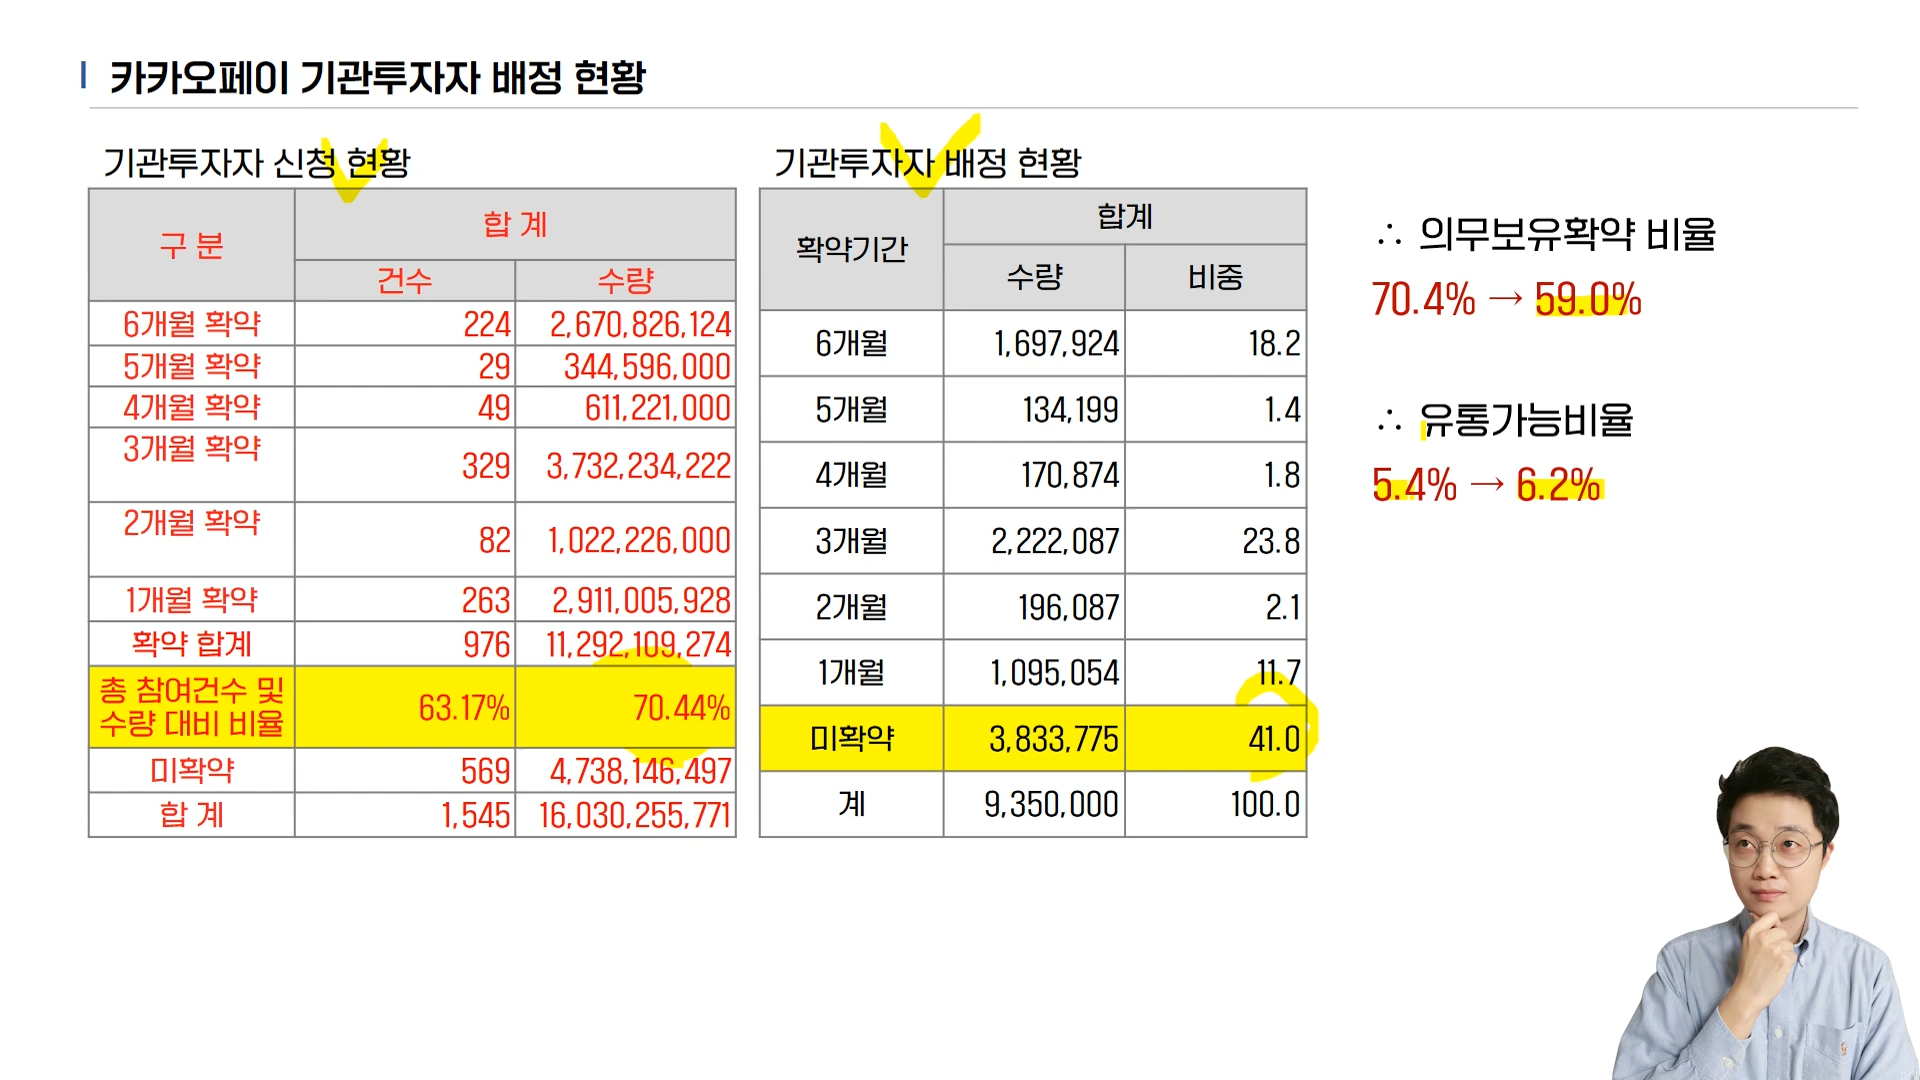 카카오페이 기관투자자 배정 현황
기관투자자 신청 현황
구 분 합 계
건수 수량
6개월 확약 224 2,670,826,124
5개월 확약 29 344,596,000
4개월 확약 49 611,221,000
3개월 확약 329 3,732,234,222
2개월 확약 82 1,022,226,000
1개월 확약 263 2,911,005,928
확약 합계 976 11,292,109,274
총 참여건수 및
수량 대비 비율 63.17% 70.44%
미확약 569 4,738,146,497
합 계 1,545 16,030,255,771
기관투자자 배정 현황
확약기간 합계
수량 비중
6개월 1,697,924 18.2
5개월 134,199 1.4
4개월 170,874 1.8
3개월 2,222,087 23.8
2개월 196,087 2.1
1개월 1,095,054 11.7
미확약 3,833,775 41.0
계 9,350,000 100.0
∴ 의무보유확약 비율
70.4% → 59.0%
∴ 유통가능비율
5.4% → 6.2%